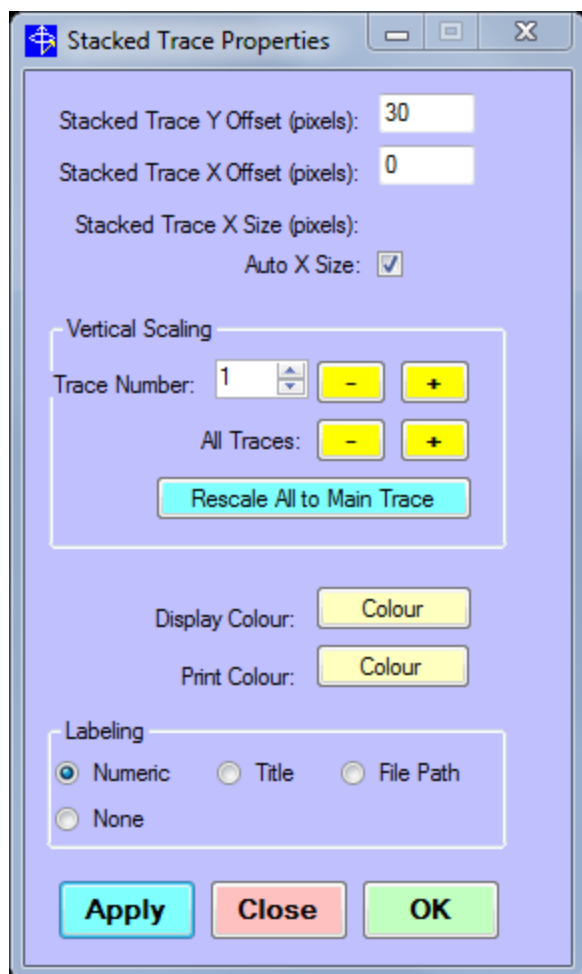 Stacked Trace Properties
Stacked Trace Y Offset (pixels): 30
Stacked Trace X Offset (pixels): 0
Stacked Trace X Size (pixels):
Auto X Size:
Vertical Scaling
Trace Number: 1 - +
All Traces: - +
Rescale All to Main Trace
Display Colour: Colour
Print Colour: Colour
Labeling
Numeric Title File Path
None
Apply Close OK